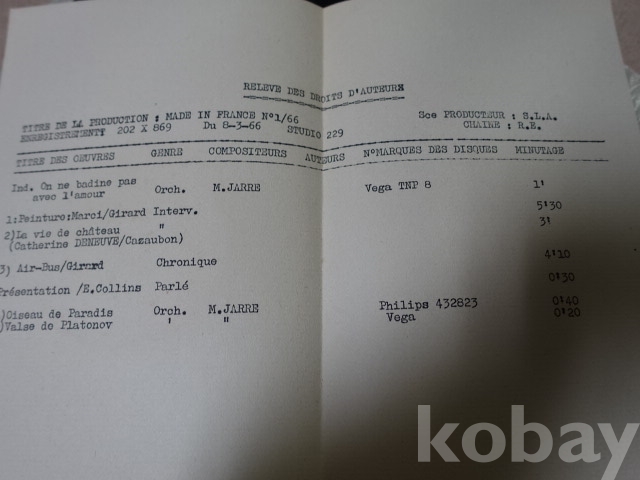 RELEVE DES DROITS D'AUTEURX
TITRE DE LA PRODUCTION : MADE IN FRANCE N°1/66 Sce PRODUCTEUR : S.L.A.
ENREGISTREMENT 202 X 869 Du 8-3-66 STUDIO 229 CHAINE : R.E.
TITRE DES OEUVRES GENRE COMPOSITEURS AUTEURS N°MARQUES DES DISQUES MINUTAGE
Ind. On ne badine pas Orch. M.JARRE Vega TNP 8 1'
avec l'amour
1:Peinture:Marci/Girard Interv. 5'30
2)La vie de château " 3'
(Catherine DENEUVE/Cazaubon)
3) Air-Bus/Girard Chronique 4'10
Présentation /E.Collins Parlé 0'30
)Oiseau de Paradis Orch. M.JARRE Philips 432823 0'40
)Valse de Platonov ' " Vega 0'20
kobay